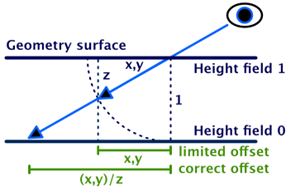 Geometry surface
x,y
Height field 1
z
1
Height field 0
x,y
limited offset
(x,y)/z
correct offset